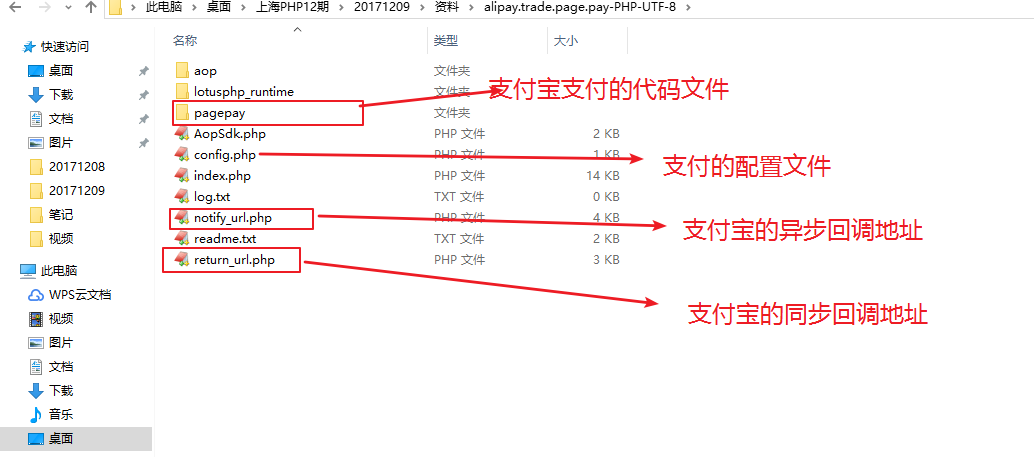 此电脑 › 桌面 › 上海PHP12期 › 20171209 › 资料 › alipay.trade.page.pay-PHP-UTF-8 ›
快速访问
桌面
下载
文档
图片
20171208
20171209
笔记
视频
此电脑
WPS云文档
视频
图片
文档
下载
音乐
桌面
名称 类型 大小
aop 文件夹
lotusphp_runtime 文件夹
pagepay 文件夹
AopSdk.php PHP 文件 2 KB
config.php PHP 文件 1 KB
index.php PHP 文件 14 KB
log.txt TXT 文件 0 KB
notify_url.php PHP 文件 4 KB
readme.txt TXT 文件 2 KB
return_url.php PHP 文件 3 KB
支付宝支付的代码文件
支付的配置文件
支付宝的异步回调地址
支付宝的同步回调地址